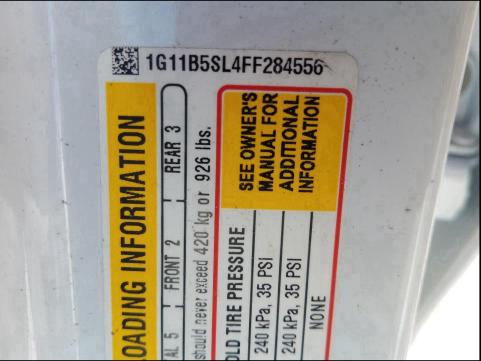 1G11B5SL4FF284556
LOADING INFORMATION
AL 5 FRONT 2 REAR 3
should never exceed 420 kg or 926 lbs.
OLD TIRE PRESSURE
240 kPa, 35 PSI
240 kPa, 35 PSI
NONE
SEE OWNER'S
MANUAL FOR
ADDITIONAL
INFORMATION